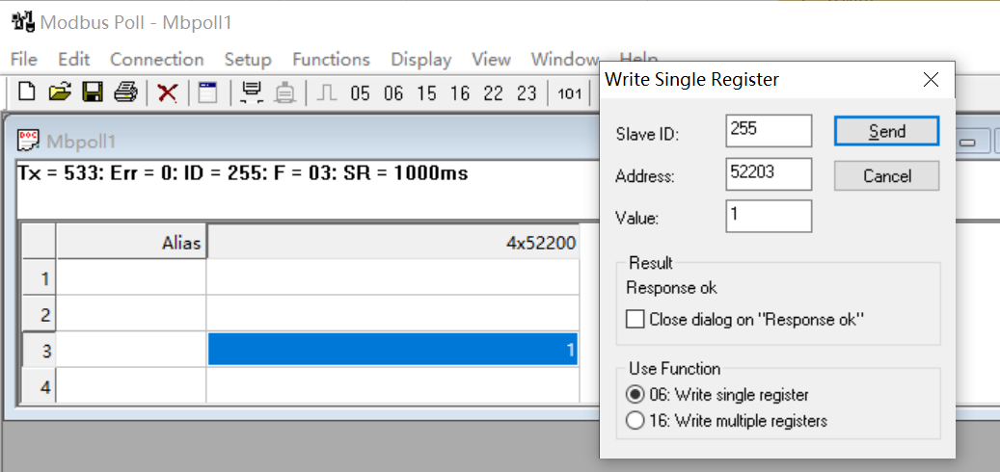 Modbus Poll - Mbpoll1
File Edit Connection Setup Functions Display View Window Help
05 06 15 16 22 23 101
Mbpoll1
Tx = 533: Err = 0: ID = 255: F = 03: SR = 1000ms
Alias 4x52200
1
2
3 1
4
Write Single Register
Slave ID: 255 Send
Address: 52203 Cancel
Value: 1
Result
Response ok
Close dialog on "Response ok"
Use Function
06: Write single register
16: Write multiple registers